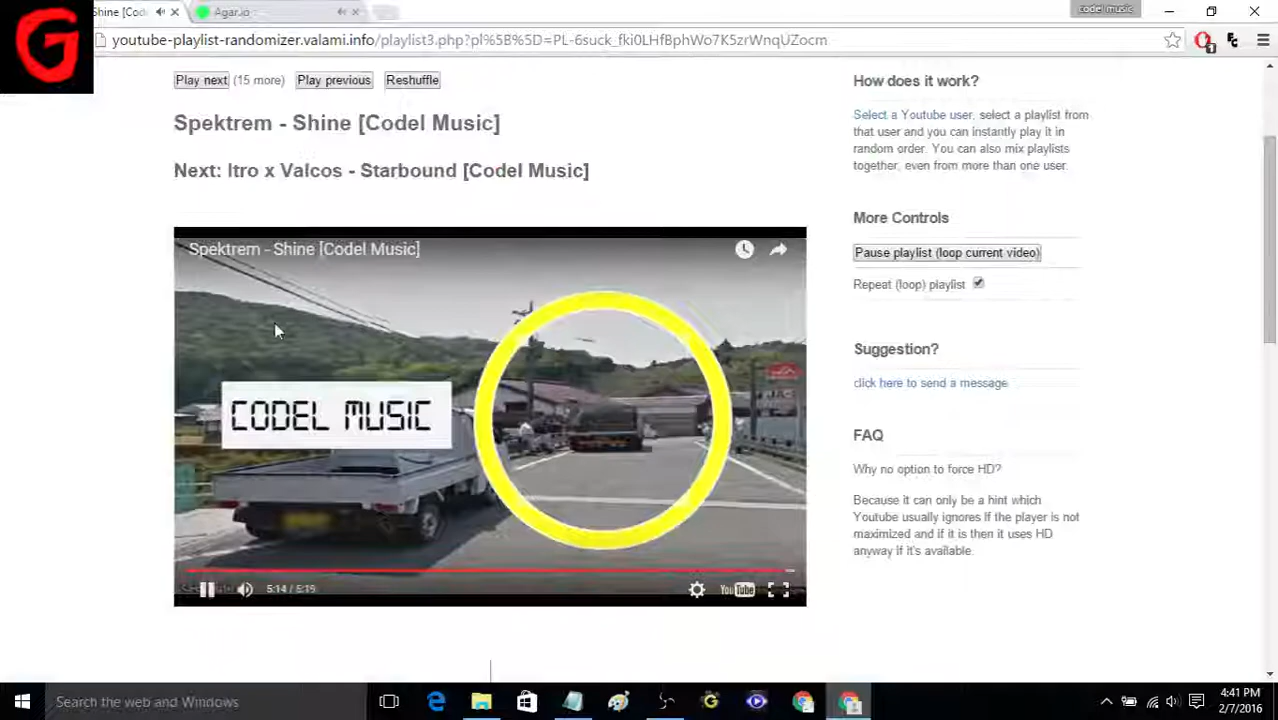 Shine [Cod
Agar.io
codel music
G
youtube-playlist-randomizer.valami.info/playlist3.php?pl%5B%5D=PL-6suck_fki0LHfBphWo7K5zrWnqUZocm
Play next (15 more) Play previous Reshuffle
Spektrem - Shine [Codel Music]
Next: Itro x Valcos - Starbound [Codel Music]
Spektrem - Shine [Codel Music]
CODEL MUSIC
5:14 / 5:19
YouTube
How does it work?
Select a Youtube user, select a playlist from
that user and you can instantly play it in
random order. You can also mix playlists
together, even from more than one user.
More Controls
Pause playlist (loop current video)
Repeat (loop) playlist
Suggestion?
click here to send a message
FAQ
Why no option to force HD?
Because it can only be a hint which
Youtube usually ignores If the player is not
maximized and if it is then it uses HD
anyway if it's available.
Search the web and Windows
4:41 PM
2/7/2016